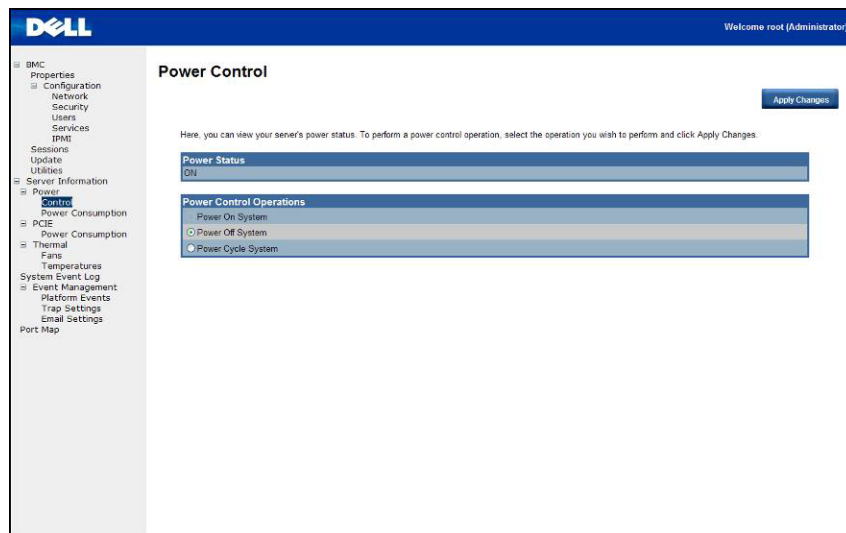 DELL
Welcome root (Administrator)
BMC
Properties
Configuration
Network
Security
Users
Services
IPMI
Sessions
Update
Utilities
Server Information
Power
Control
Power Consumption
PCIE
Power Consumption
Thermal
Fans
Temperatures
System Event Log
Event Management
Platform Events
Trap Settings
Email Settings
Port Map
Power Control
Apply Changes
Here, you can view your server's power status. To perform a power control operation, select the operation you wish to perform and click Apply Changes.
Power Status
ON
Power Control Operations
Power On System
Power Off System
Power Cycle System